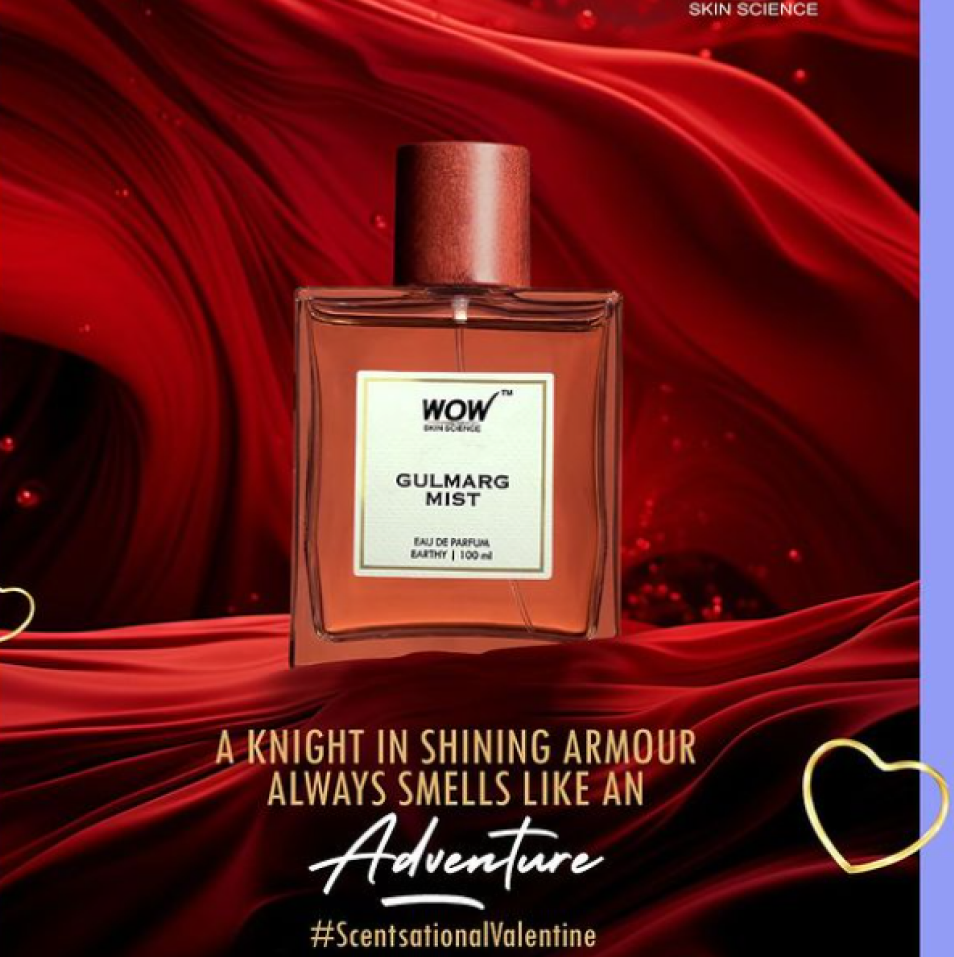 SKIN SCIENCE
WOW™
SKIN SCIENCE
GULMARG
MIST
EAU DE PARFUM
EARTHY | 100 ml
A KNIGHT IN SHINING ARMOUR
ALWAYS SMELLS LIKE AN
Adventure
#ScentsationalValentine